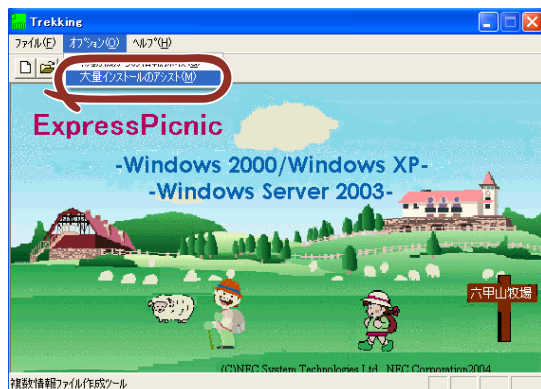 Trekking
ファイル(F) オプション(O) ヘルプ(H)
大量インストールのアシスト(M)
ExpressPicnic
-Windows 2000/Windows XP-
-Windows Server 2003-
六甲山牧場
(C)NEC System Technologies Ltd., NEC Corporation2004
複数情報ファイル作成ツール